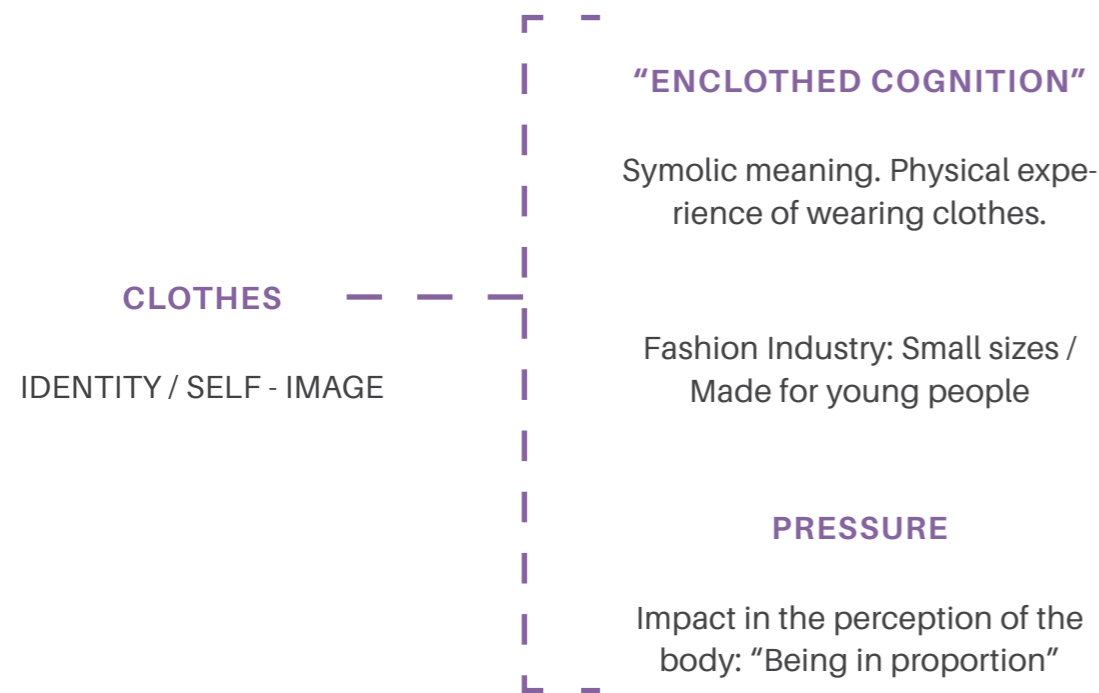 CLOTHES
IDENTITY / SELF - IMAGE
“ENCLOTHED COGNITION”
Symolic meaning. Physical expe-
rience of wearing clothes.
Fashion Industry: Small sizes /
Made for young people
PRESSURE
Impact in the perception of the
body: “Being in proportion”